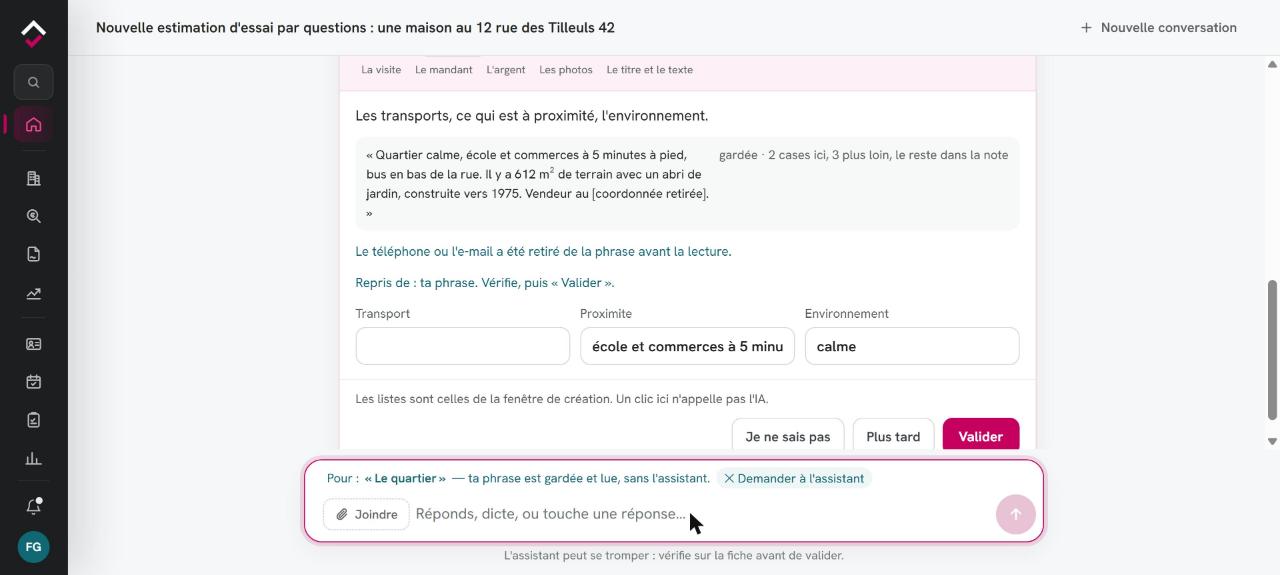 Nouvelle estimation d'essai par questions : une maison au 12 rue des Tilleuls 42
+ Nouvelle conversation
La visite Le mandant L'argent Les photos Le titre et le texte
Les transports, ce qui est à proximité, l'environnement.
« Quartier calme, école et commerces à 5 minutes à pied,
bus en bas de la rue. Il y a 612 m² de terrain avec un abri de
jardin, construite vers 1975. Vendeur au [coordonnée retirée].
»
gardée · 2 cases ici, 3 plus loin, le reste dans la note
Le téléphone ou l'e-mail a été retiré de la phrase avant la lecture.
Repris de : ta phrase. Vérifie, puis « Valider ».
Transport Proximite Environnement
école et commerces à 5 minu calme
Les listes sont celles de la fenêtre de création. Un clic ici n'appelle pas l'IA.
Je ne sais pas Plus tard Valider
Pour : « Le quartier » — ta phrase est gardée et lue, sans l'assistant. × Demander à l'assistant
Joindre Réponds, dicte, ou touche une réponse...
FG
L'assistant peut se tromper : vérifie sur la fiche avant de valider.